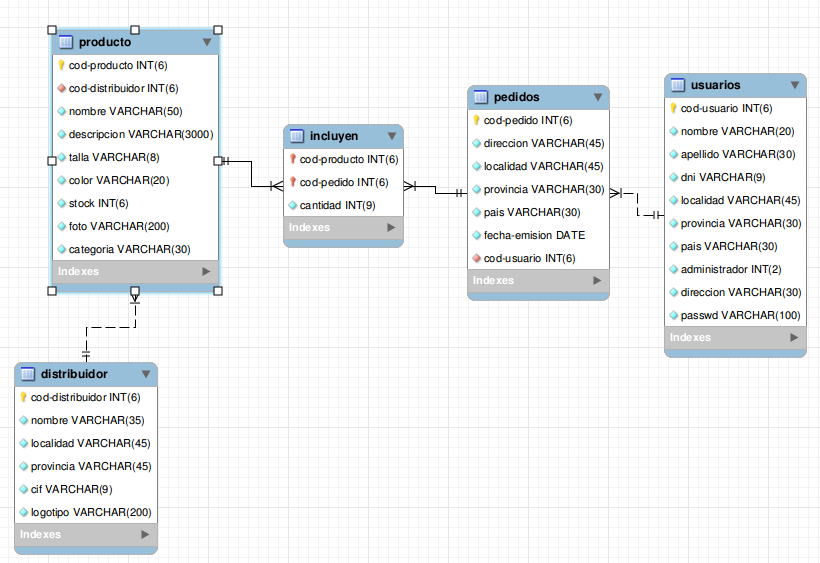 producto
cod-producto INT(6)
cod-distribuidor INT(6)
nombre VARCHAR(50)
descripcion VARCHAR(3000)
talla VARCHAR(8)
color VARCHAR(20)
stock INT(6)
foto VARCHAR(200)
categoria VARCHAR(30)
Indexes
incluyen
cod-producto INT(6)
cod-pedido INT(6)
cantidad INT(9)
Indexes
pedidos
cod-pedido INT(6)
direccion VARCHAR(45)
localidad VARCHAR(45)
provincia VARCHAR(30)
pais VARCHAR(30)
fecha-emision DATE
cod-usuario INT(6)
Indexes
usuarios
cod-usuario INT(6)
nombre VARCHAR(20)
apellido VARCHAR(30)
dni VARCHAR(9)
localidad VARCHAR(45)
provincia VARCHAR(30)
pais VARCHAR(30)
administrador INT(2)
direccion VARCHAR(30)
passwd VARCHAR(100)
Indexes
distribuidor
cod-distribuidor INT(6)
nombre VARCHAR(35)
localidad VARCHAR(45)
provincia VARCHAR(45)
cif VARCHAR(9)
logotipo VARCHAR(200)
Indexes